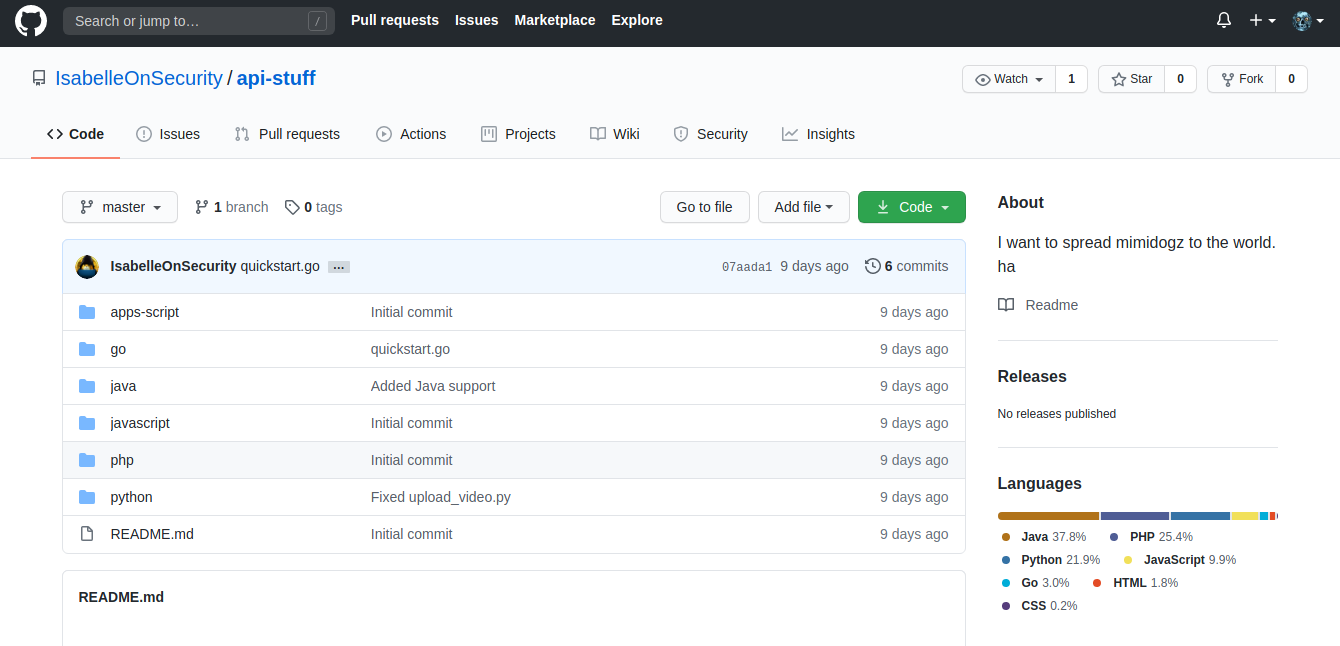 Search or jump to… / Pull requests Issues Marketplace Explore
IsabelleOnSecurity / api-stuff Watch 1 Star 0 Fork 0
Code Issues Pull requests Actions Projects Wiki Security Insights
master 1 branch 0 tags Go to file Add file Code
IsabelleOnSecurity quickstart.go … 07aada1 9 days ago 6 commits
apps-script Initial commit 9 days ago
go quickstart.go 9 days ago
java Added Java support 9 days ago
javascript Initial commit 9 days ago
php Initial commit 9 days ago
python Fixed upload_video.py 9 days ago
README.md Initial commit 9 days ago
README.md
About
I want to spread mimidogz to the world.
ha
Readme
Releases
No releases published
Languages
Java 37.8% PHP 25.4%
Python 21.9% JavaScript 9.9%
Go 3.0% HTML 1.8%
CSS 0.2%